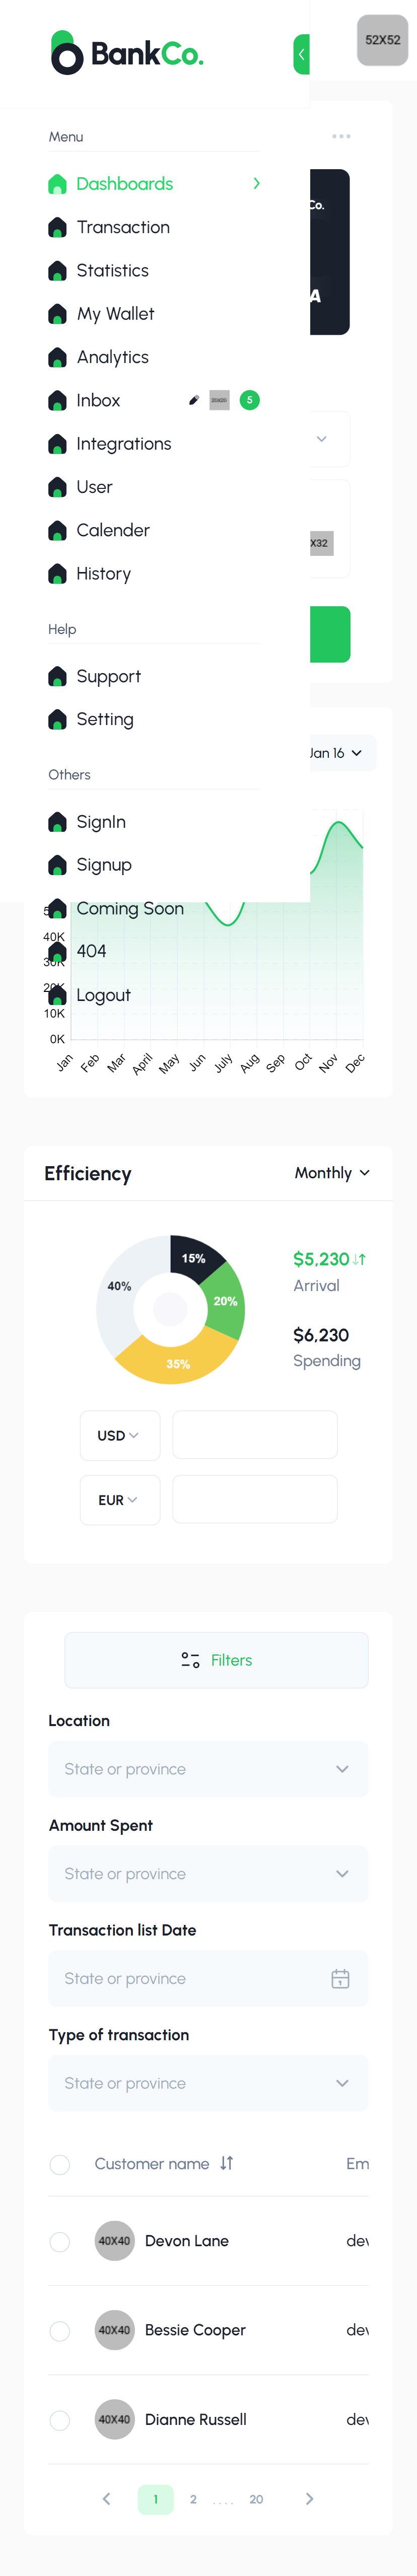 BankCo.
52X52
Menu
Dashboards
Co.
Transaction
Statistics
A
My Wallet
Analytics
Inbox
5
Integrations
User
Calender
X32
History
Help
Support
Setting
Jan 16
Others
SignIn
Signup
Coming Soon
40K
404
30K
20K
Logout
10K
0K
Jan Feb Mar April May Jun July Aug Sep Oct Nov Dec
Efficiency
Monthly
15%
$5,230
40%
Arrival
20%
$6,230
35%
Spending
USD
EUR
Filters
Location
State or province
Amount Spent
State or province
Transaction list Date
State or province
Type of transaction
State or province
Customer name Em
40X40 Devon Lane dev
40X40 Bessie Cooper dev
40X40 Dianne Russell dev
1 2 .... 20